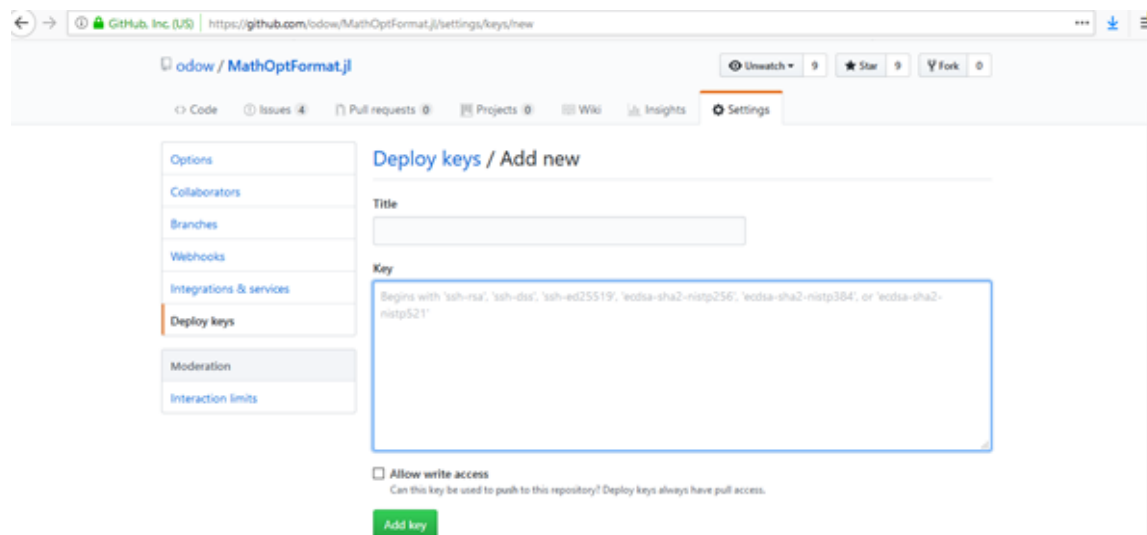 GitHub, Inc. (US) https://github.com/odow/MathOptFormat.jl/settings/keys/new
odow / MathOptFormat.jl Unwatch 9 Star 9 Fork 0
Code Issues 4 Pull requests 0 Projects 0 Wiki Insights Settings
Options
Collaborators
Branches
Webhooks
Integrations & services
Deploy keys
Moderation
Interaction limits
Deploy keys / Add new
Title
Key
Begins with 'ssh-rsa', 'ssh-dss', 'ssh-ed25519', 'ecdsa-sha2-nistp256', 'ecdsa-sha2-nistp384', or 'ecdsa-sha2-
nistp521'
Allow write access
Can this key be used to push to this repository? Deploy keys always have pull access.
Add key